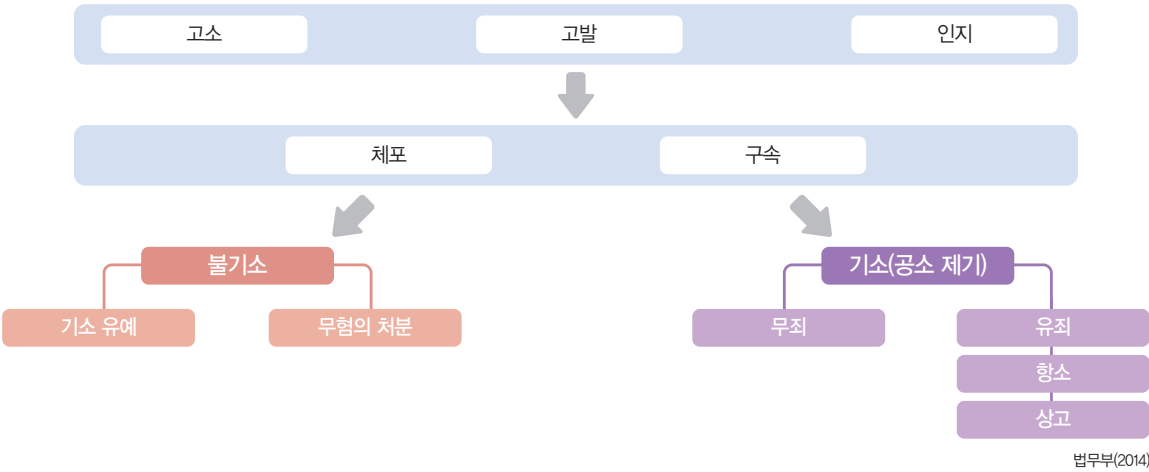 고소
고발
인지
체포
구속
불기소
기소(공소 제기)
기소 유예
무혐의 처분
무죄
유죄
항소
상고
법무부(2014)